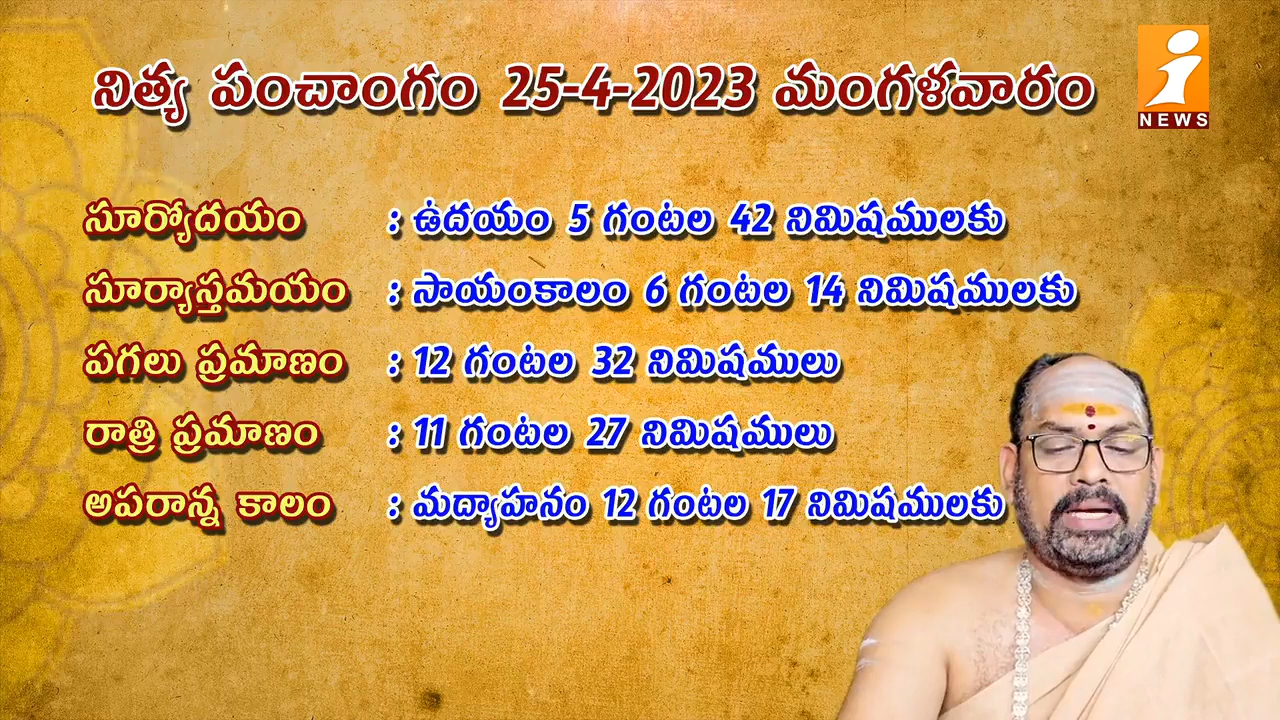 నిత్య పంచాంగం 25-4-2023 మంగళవారం
i NEWS
సూర్యోదయం : ఉదయం 5 గంటల 42 నిమిషములకు
సూర్యాస్తమయం : సాయంకాలం 6 గంటల 14 నిమిషములకు
పగలు ప్రమాణం : 12 గంటల 32 నిమిషములు
రాత్రి ప్రమాణం : 11 గంటల 27 నిమిషములు
అపరాన్న కాలం : మద్యాహనం 12 గంటల 17 నిమిషములకు